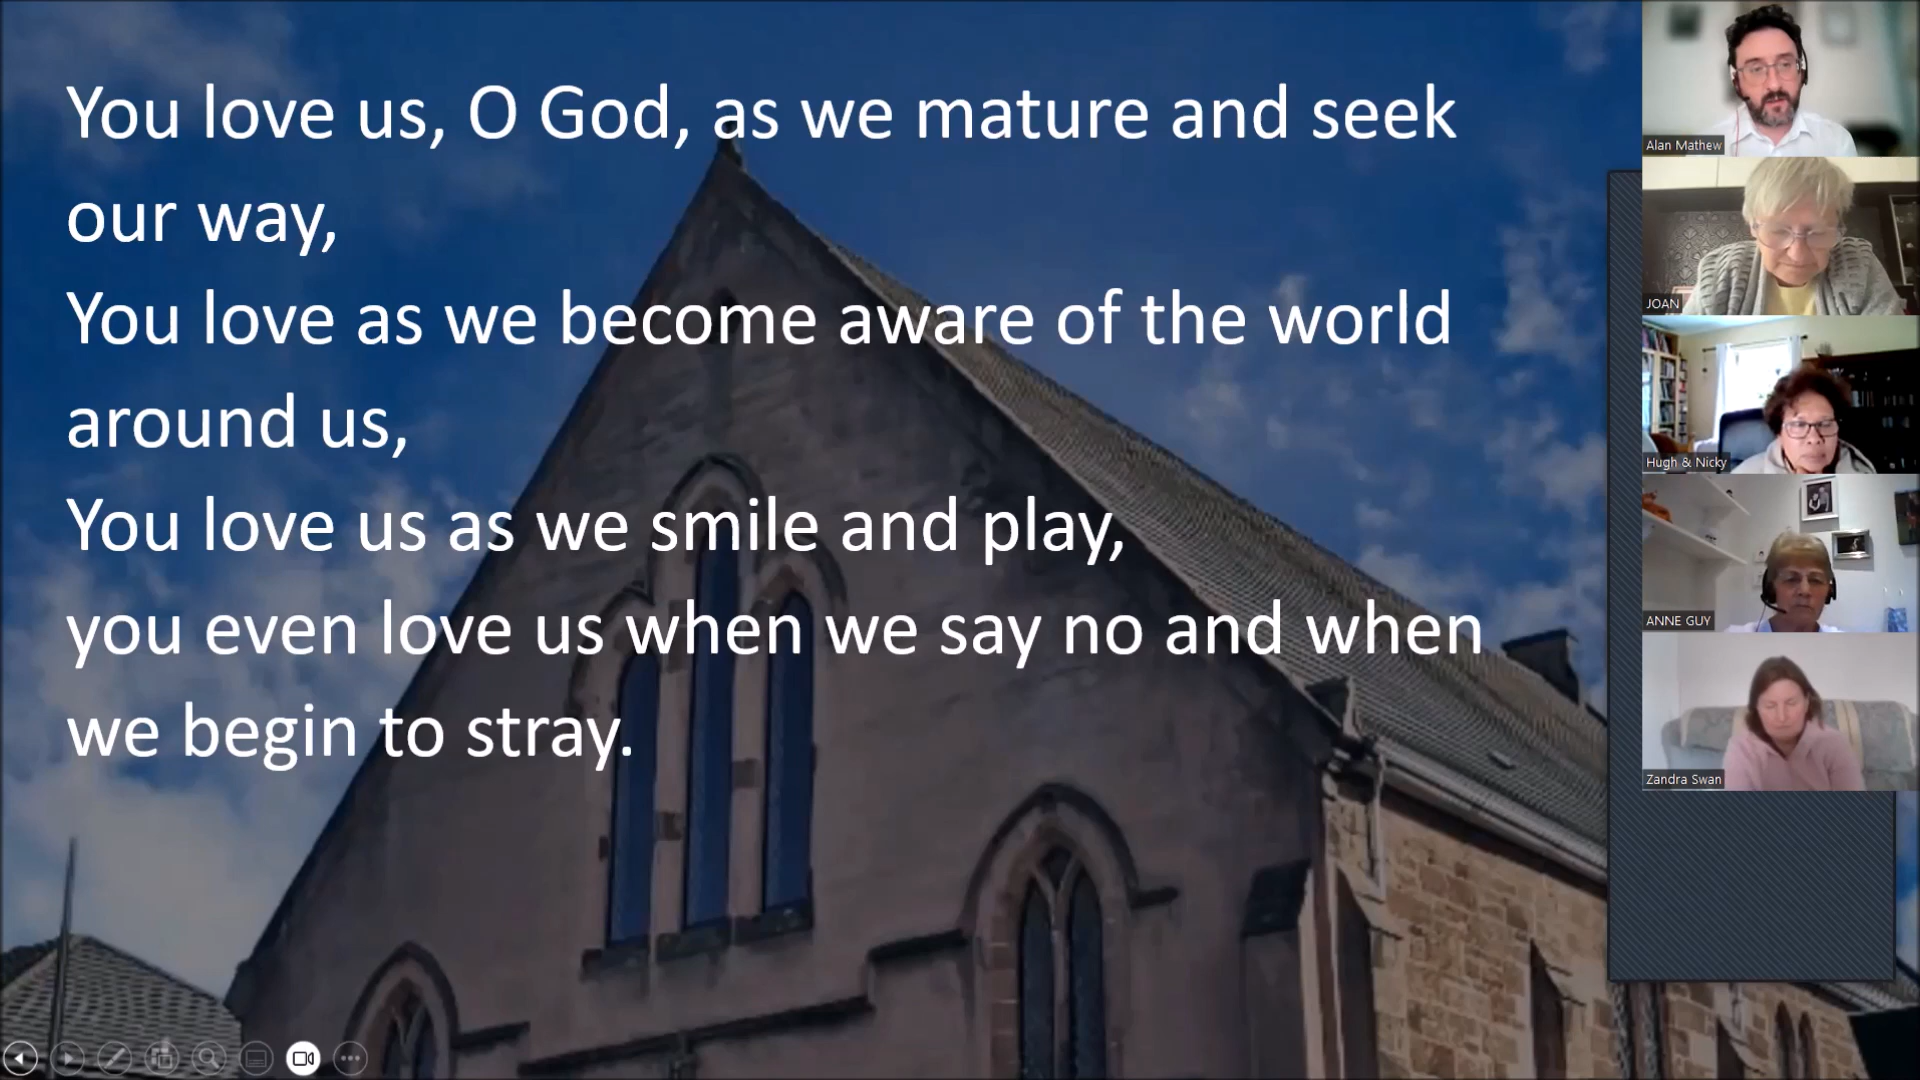 You love us, O God, as we mature and seek
our way,
You love as we become aware of the world
around us,
You love us as we smile and play,
you even love us when we say no and when
we begin to stray.
Alan Mathew
JOAN
Hugh & Nicky
ANNE GUY
Zandra Swan